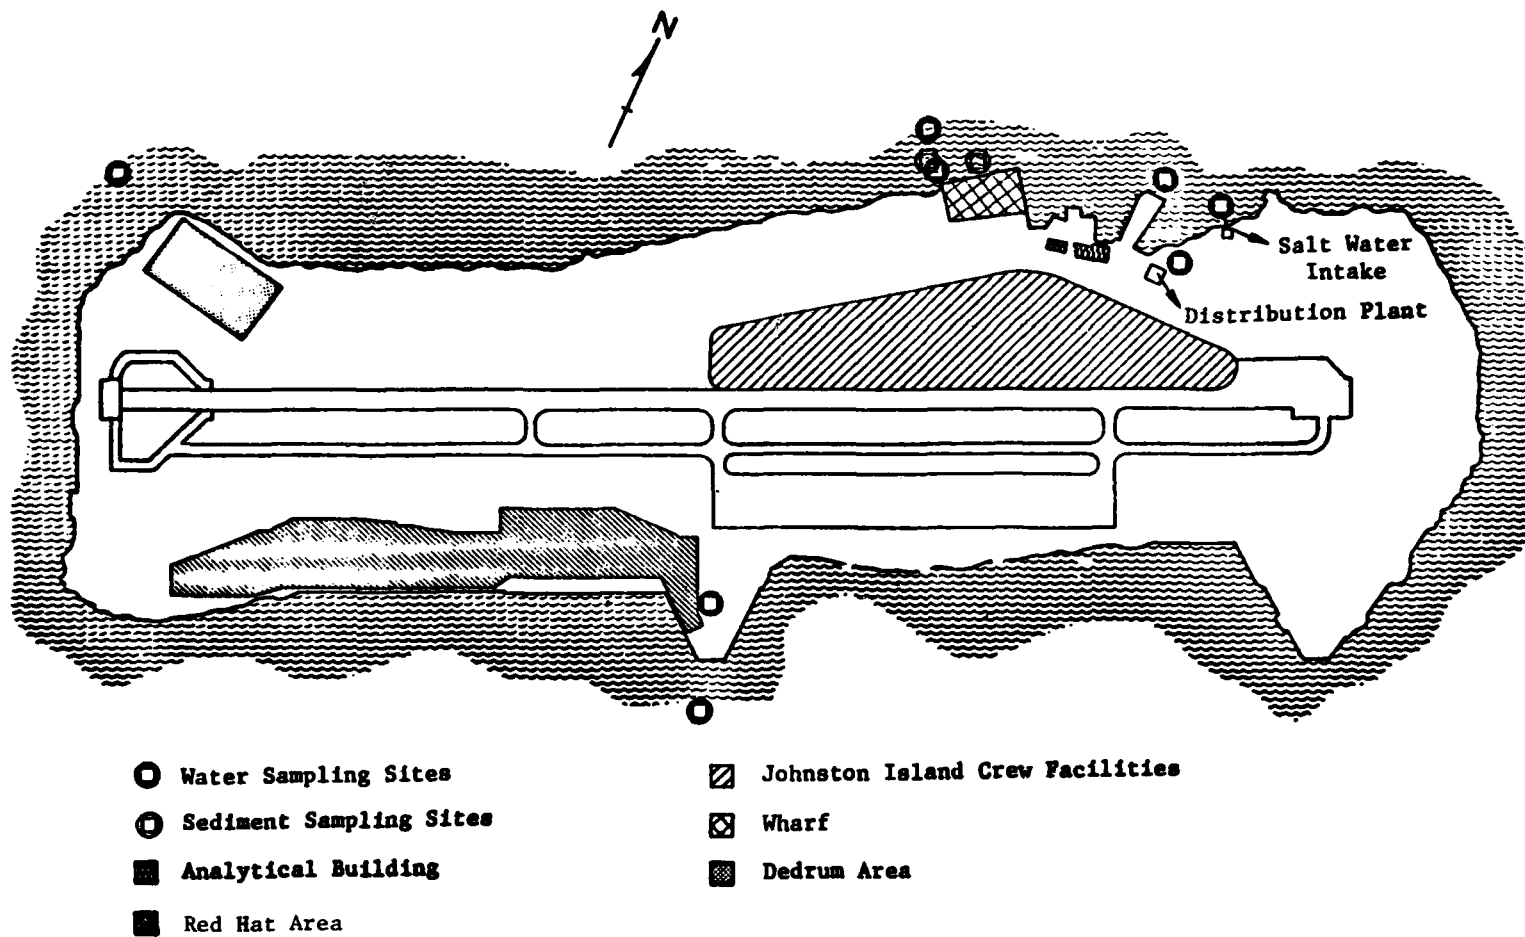 N
Salt Water
Intake
Distribution Plant
Water Sampling Sites
Sediment Sampling Sites
Analytical Building
Red Hat Area
Johnston Island Crew Facilities
Wharf
Dedrum Area